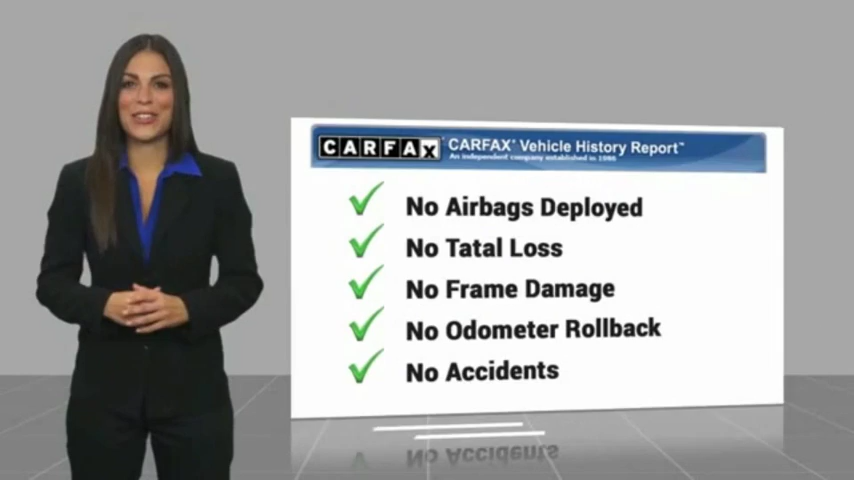 CARFAX CARFAX Vehicle History Report™
An independent company established in 1986
No Airbags Deployed
No Tatal Loss
No Frame Damage
No Odometer Rollback
No Accidents
No Accidents